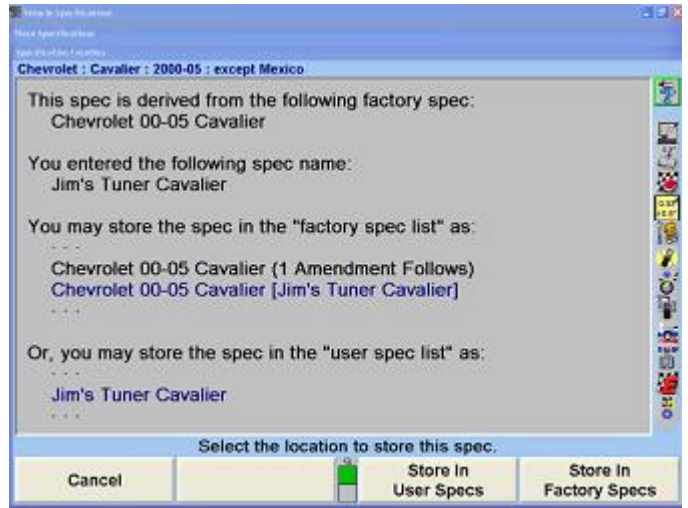 Store Specifications
Specification Location
Chevrolet : Cavalier : 2000-05 : except Mexico
This spec is derived from the following factory spec:
Chevrolet 00-05 Cavalier
You entered the following spec name:
Jim's Tuner Cavalier
You may store the spec in the "factory spec list" as:
. . .
Chevrolet 00-05 Cavalier (1 Amendment Follows)
Chevrolet 00-05 Cavalier [Jim's Tuner Cavalier]
. . .
Or, you may store the spec in the "user spec list" as:
. . .
Jim's Tuner Cavalier
. . .
Select the location to store this spec.
Cancel
Store In
User Specs
Store In
Factory Specs